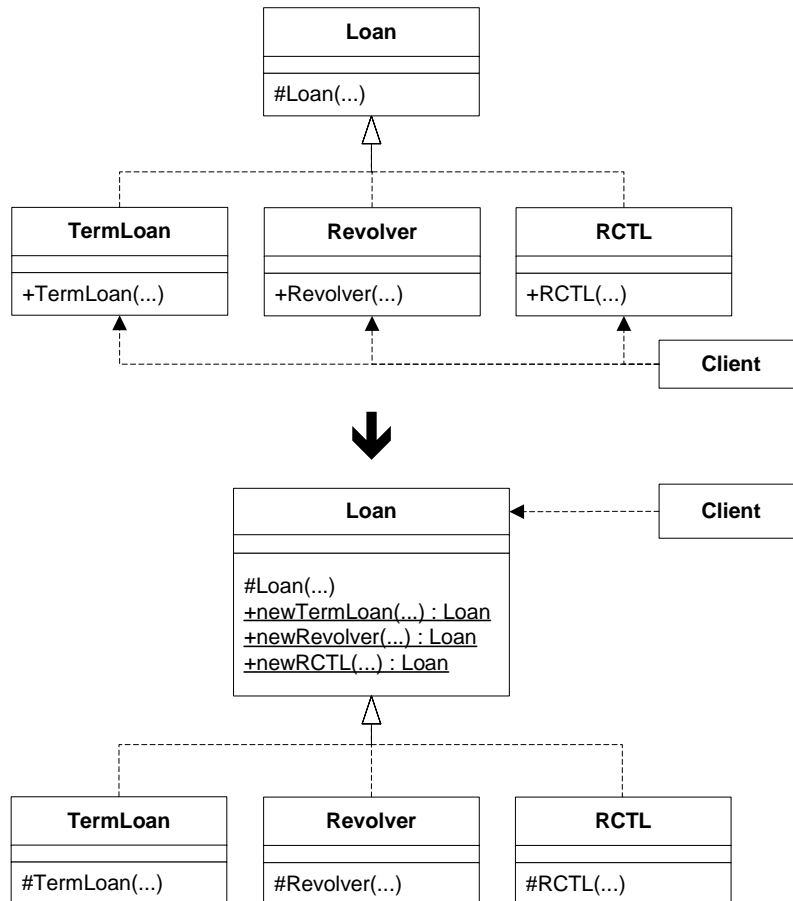 Loan
#Loan(...)
TermLoan
Revolver
RCTL
+TermLoan(...)
+Revolver(...)
+RCTL(...)
Client
Loan
Client
#Loan(...)
+newTermLoan(...) : Loan
+newRevolver(...) : Loan
+newRCTL(...) : Loan
TermLoan
Revolver
RCTL
#TermLoan(...)
#Revolver(...)
#RCTL(...)